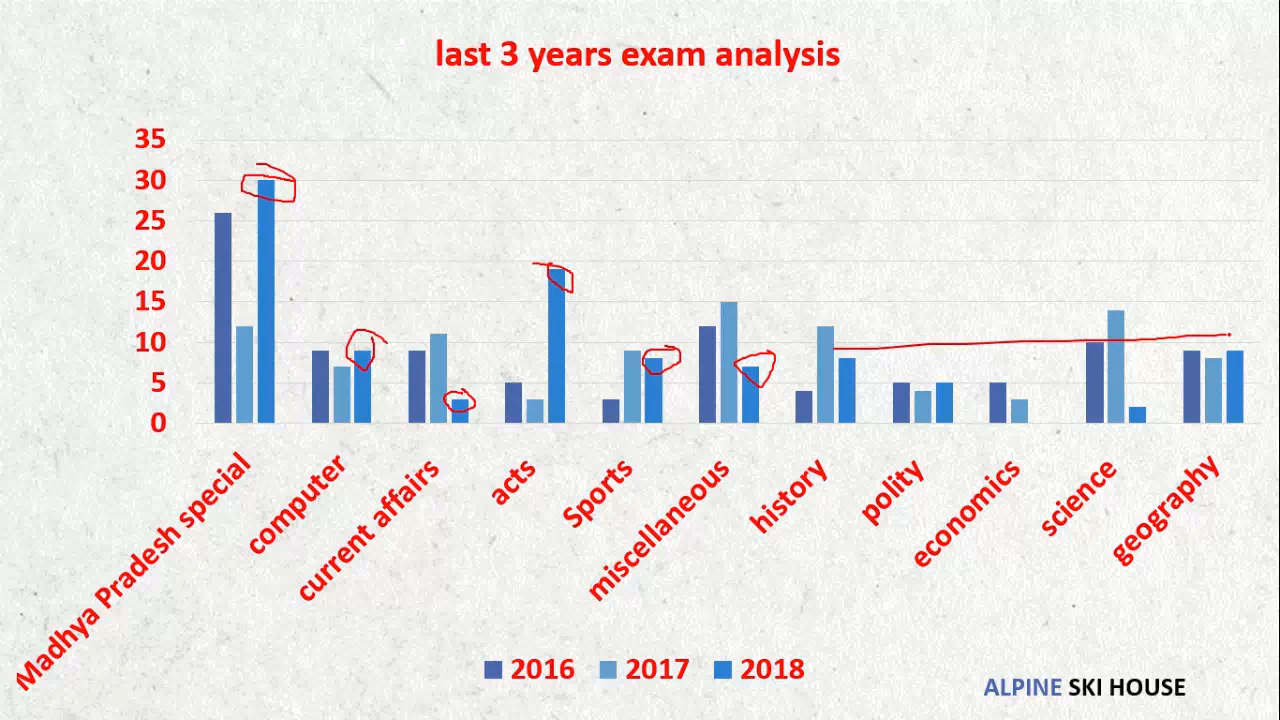 last 3 years exam analysis
35
30
25
20
15
10
5
0
Madhya Pradesh special
computer
current affairs
acts
Sports
miscellaneous
history
polity
economics
science
geography
2016 2017 2018
ALPINE SKI HOUSE